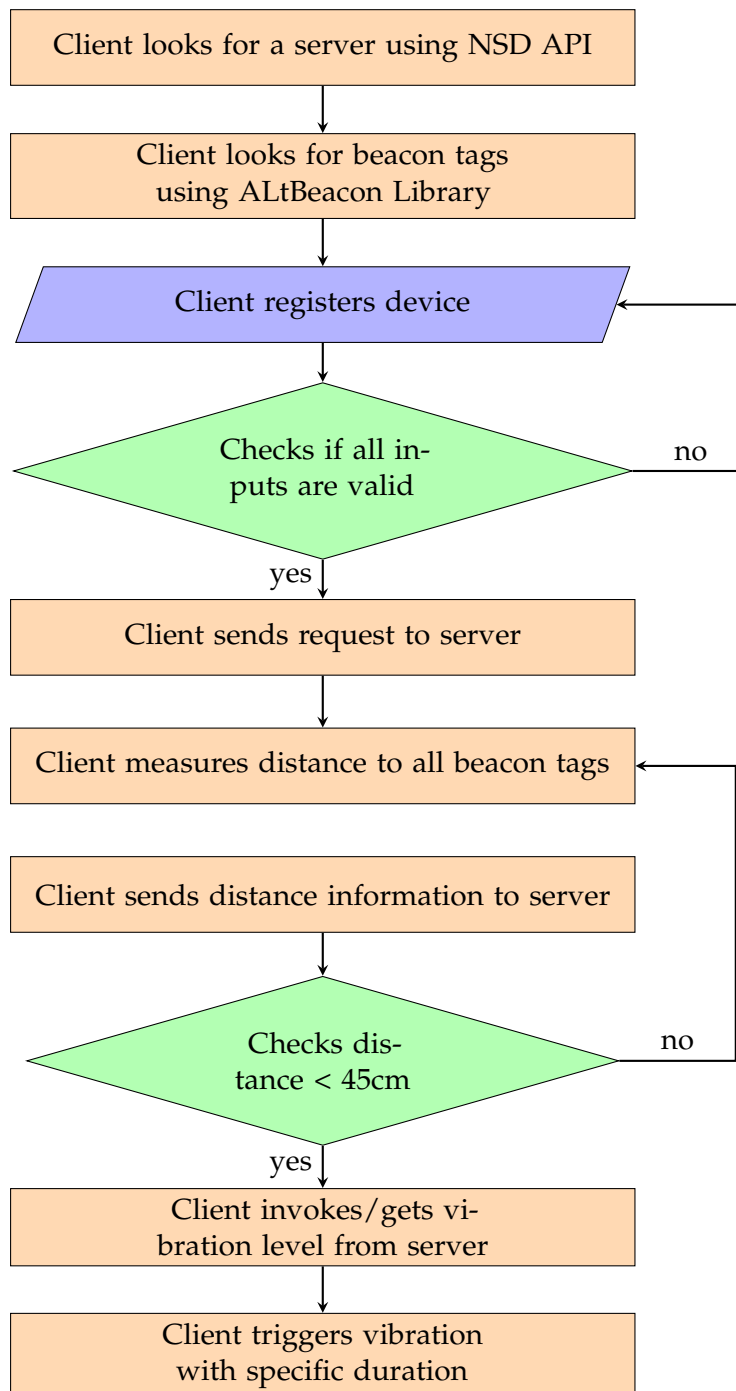 Client looks for a server using NSD API
Client looks for beacon tags
using ALtBeacon Library
Client registers device
Checks if all in-
puts are valid
no
yes
Client sends request to server
Client measures distance to all beacon tags
Client sends distance information to server
Checks dis-
tance < 45cm
no
yes
Client invokes/gets vi-
bration level from server
Client triggers vibration
with specific duration